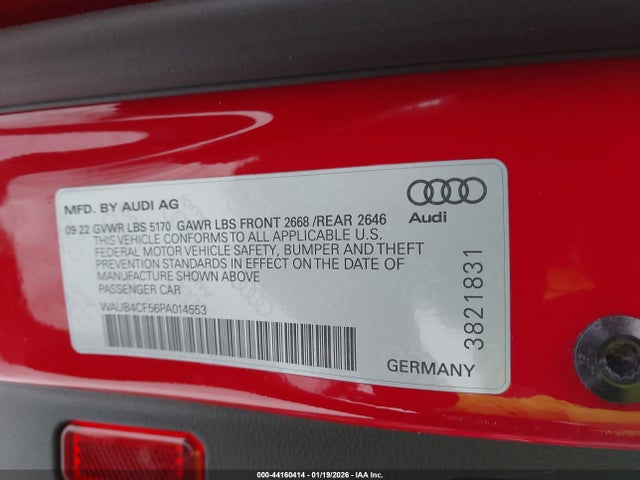 MFD. BY AUDI AG
09 22 GVWR LBS 5170 GAWR LBS FRONT 2668 /REAR 2646
THIS VEHICLE CONFORMS TO ALL APPLICABLE U.S.
FEDERAL MOTOR VEHICLE SAFETY, BUMPER AND THEFT
PREVENTION STANDARDS IN EFFECT ON THE DATE OF
MANUFACTURE SHOWN ABOVE
PASSENGER CAR
WAUB4CF56PA014553
Audi
3821831
GERMANY
000-44160414 - 01/19/2026 - IAA Inc.